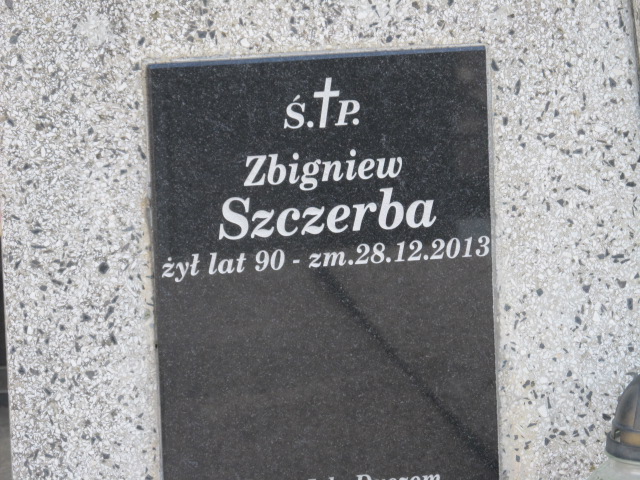 Ś.†P.
Zbigniew
Szczerba
żył lat 90 - zm.28.12.2013